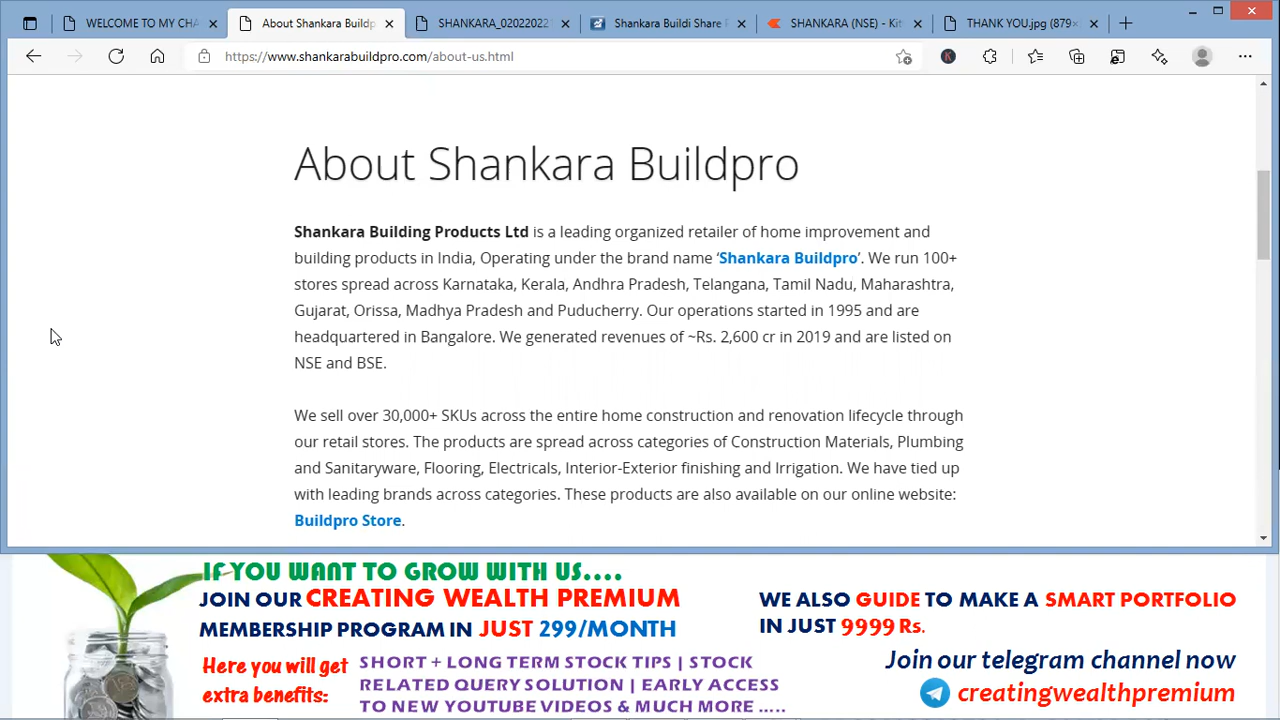 WELCOME TO MY CHA
About Shankara Buildp
SHANKARA_02022022
Shankara Buildi Share P
SHANKARA (NSE) - Kit
THANK YOU.jpg (879×
https://www.shankarabuildpro.com/about-us.html
About Shankara Buildpro
Shankara Building Products Ltd is a leading organized retailer of home improvement and
building products in India, Operating under the brand name ‘Shankara Buildpro’. We run 100+
stores spread across Karnataka, Kerala, Andhra Pradesh, Telangana, Tamil Nadu, Maharashtra,
Gujarat, Orissa, Madhya Pradesh and Puducherry. Our operations started in 1995 and are
headquartered in Bangalore. We generated revenues of ~Rs. 2,600 cr in 2019 and are listed on
NSE and BSE.
We sell over 30,000+ SKUs across the entire home construction and renovation lifecycle through
our retail stores. The products are spread across categories of Construction Materials, Plumbing
and Sanitaryware, Flooring, Electricals, Interior-Exterior finishing and Irrigation. We have tied up
with leading brands across categories. These products are also available on our online website:
Buildpro Store.
IF YOU WANT TO GROW WITH US....
JOIN OUR CREATING WEALTH PREMIUM
MEMBERSHIP PROGRAM IN JUST 299/MONTH
Here you will get
extra benefits:
SHORT + LONG TERM STOCK TIPS | STOCK
RELATED QUERY SOLUTION | EARLY ACCESS
TO NEW YOUTUBE VIDEOS & MUCH MORE .....
WE ALSO GUIDE TO MAKE A SMART PORTFOLIO
IN JUST 9999 Rs.
Join our telegram channel now
creatingwealthpremium